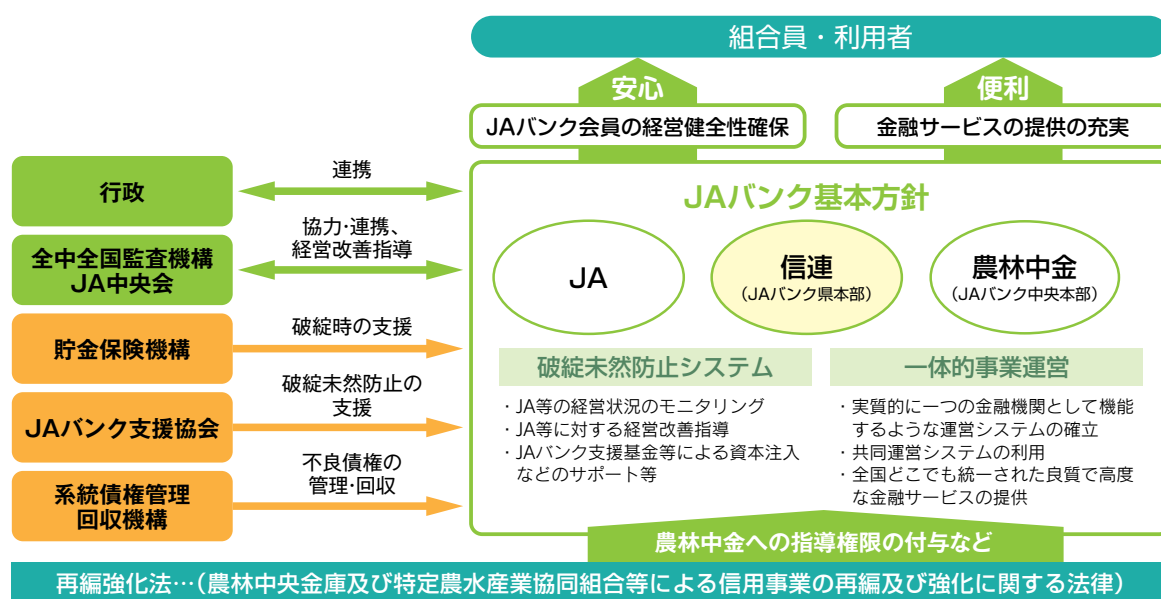 組合員・利用者
安心
便利
JAバンク会員の経営健全性確保
金融サービスの提供の充実
行政
連携
全中全国監査機構
JA中央会
協力・連携、
経営改善指導
貯金保険機構
破綻時の支援
JAバンク支援協会
破綻未然防止の
支援
系統債権管理
回収機構
不良債権の
管理・回収
JAバンク基本方針
JA
信連
（JAバンク県本部）
農林中金
（JAバンク中央本部）
破綻未然防止システム
・JA等の経営状況のモニタリング
・JA等に対する経営改善指導
・JAバンク支援基金等による資本注入
などのサポート等
一体的事業運営
・実質的に一つの金融機関として機能
するような運営システムの確立
・共同運営システムの利用
・全国どこでも統一された良質で高度
な金融サービスの提供
農林中金への指導権限の付与など
再編強化法…（農林中央金庫及び特定農水産業協同組合等による信用事業の再編及び強化に関する法律）